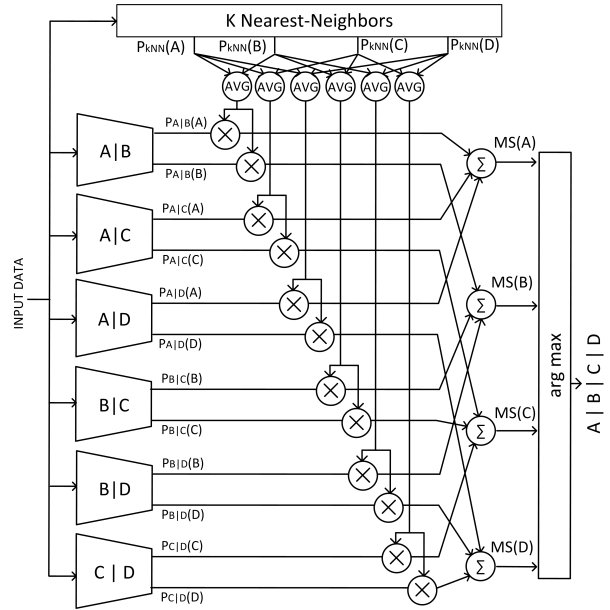 K Nearest-Neighbors
PkNN(A) PkNN(B) PkNN(C) PkNN(D)
AVG AVG AVG AVG AVG AVG
A|B
PA|B(A)
PA|B(B)
A|C
PA|C(A)
PA|C(C)
A|D
PA|D(A)
PA|D(D)
B|C
PB|C(B)
PB|C(C)
B|D
PB|D(B)
PB|D(D)
C|D
PC|D(C)
PC|D(D)
INPUT DATA
Σ
MS(A)
Σ
MS(B)
Σ
MS(C)
Σ
MS(D)
arg max
A|B|C|D